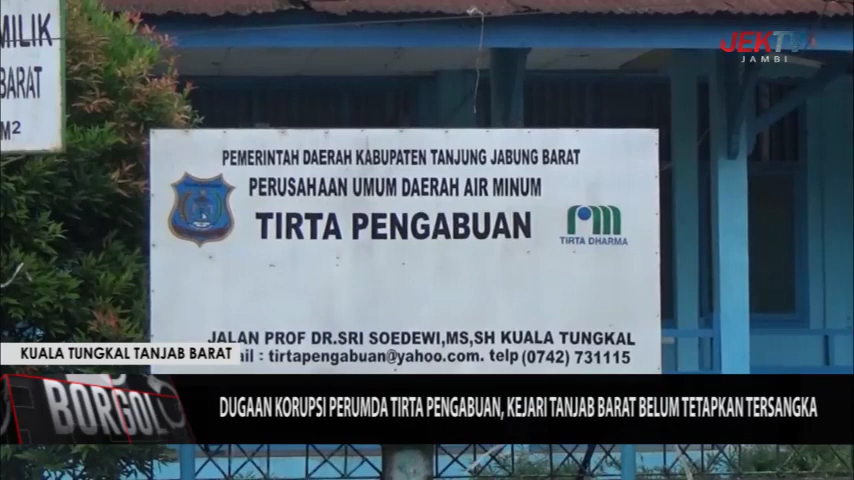 MILIK
BARAT
M²
JEKTV
JAMBI
PEMERINTAH DAERAH KABUPATEN TANJUNG JABUNG BARAT
PERUSAHAAN UMUM DAERAH AIR MINUM
TIRTA PENGABUAN
TIRTA DHARMA
JALAN PROF DR.SRI SOEDEWI,MS,SH KUALA TUNGKAL
ail : tirtapengabuan@yahoo.com. telp (0742) 731115
KUALA TUNGKAL TANJAB BARAT
BORGOL
DUGAAN KORUPSI PERUMDA TIRTA PENGABUAN, KEJARI TANJAB BARAT BELUM TETAPKAN TERSANGKA